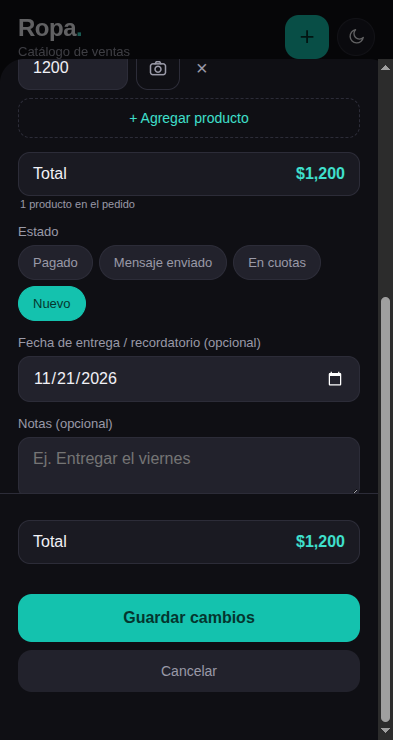 Ropa.
Catálogo de ventas
1200
+ Agregar producto
Total $1,200
1 producto en el pedido
Estado
Pagado Mensaje enviado En cuotas
Nuevo
Fecha de entrega / recordatorio (opcional)
11/21/2026
Notas (opcional)
Ej. Entregar el viernes
Total $1,200
Guardar cambios
Cancelar